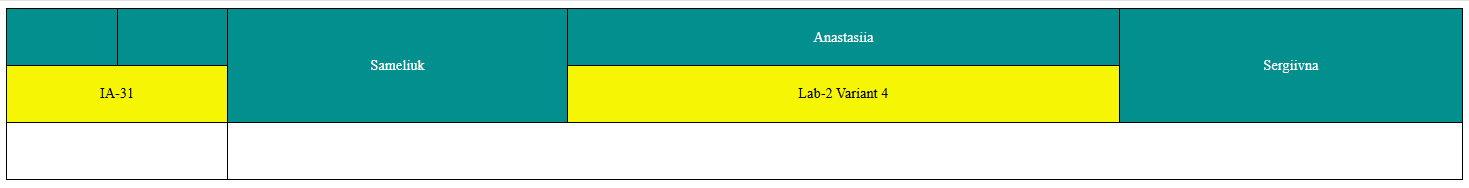 Anastasiia
Sameliuk
Sergiivna
IA-31
Lab-2 Variant 4